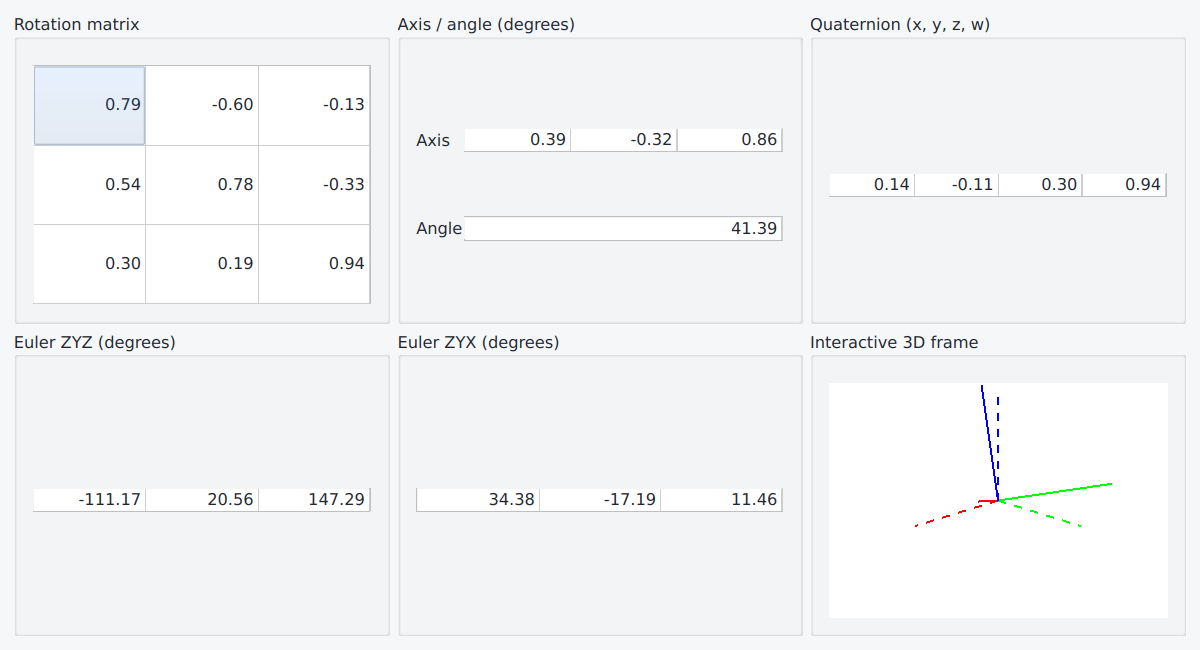 Rotation matrix
0.79 -0.60 -0.13
0.54 0.78 -0.33
0.30 0.19 0.94
Axis / angle (degrees)
Axis 0.39 -0.32 0.86
Angle 41.39
Quaternion (x, y, z, w)
0.14 -0.11 0.30 0.94
Euler ZYZ (degrees)
-111.17 20.56 147.29
Euler ZYX (degrees)
34.38 -17.19 11.46
Interactive 3D frame